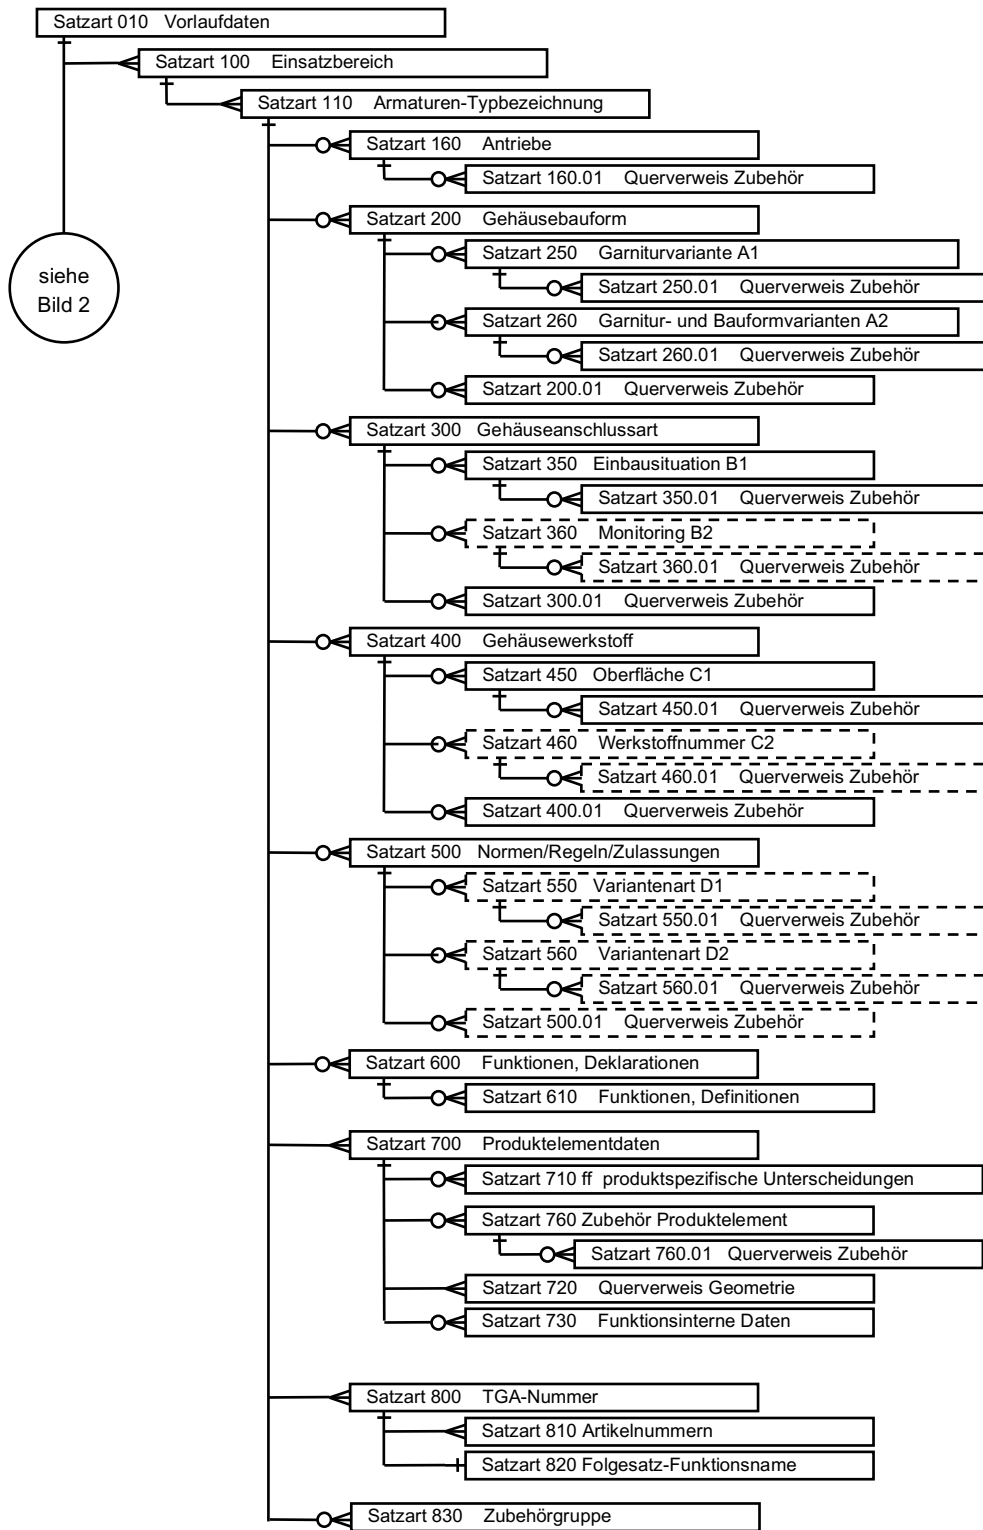 Satzart 010 Vorlaufdaten
Satzart 100 Einsatzbereich
Satzart 110 Armaturen-Typbezeichnung
Satzart 160 Antriebe
Satzart 160.01 Querverweis Zubehör
Satzart 200 Gehäusebauform
Satzart 250 Garniturvariante A1
siehe
Bild 2
Satzart 250.01 Querverweis Zubehör
Satzart 260 Garnitur- und Bauformvarianten A2
Satzart 260.01 Querverweis Zubehör
Satzart 200.01 Querverweis Zubehör
Satzart 300 Gehäuseanschlussart
Satzart 350 Einbausituation B1
Satzart 350.01 Querverweis Zubehör
Satzart 360 Monitoring B2
Satzart 360.01 Querverweis Zubehör
Satzart 300.01 Querverweis Zubehör
Satzart 400 Gehäusewerkstoff
Satzart 450 Oberfläche C1
Satzart 450.01 Querverweis Zubehör
Satzart 460 Werkstoffnummer C2
Satzart 460.01 Querverweis Zubehör
Satzart 400.01 Querverweis Zubehör
Satzart 500 Normen/Regeln/Zulassungen
Satzart 550 Variantenart D1
Satzart 550.01 Querverweis Zubehör
Satzart 560 Variantenart D2
Satzart 560.01 Querverweis Zubehör
Satzart 500.01 Querverweis Zubehör
Satzart 600 Funktionen, Deklarationen
Satzart 610 Funktionen, Definitionen
Satzart 700 Produktelementdaten
Satzart 710 ff produktspezifische Unterscheidungen
Satzart 760 Zubehör Produktelement
Satzart 760.01 Querverweis Zubehör
Satzart 720 Querverweis Geometrie
Satzart 730 Funktionsinterne Daten
Satzart 800 TGA-Nummer
Satzart 810 Artikelnummern
Satzart 820 Folgesatz-Funktionsname
Satzart 830 Zubehörgruppe